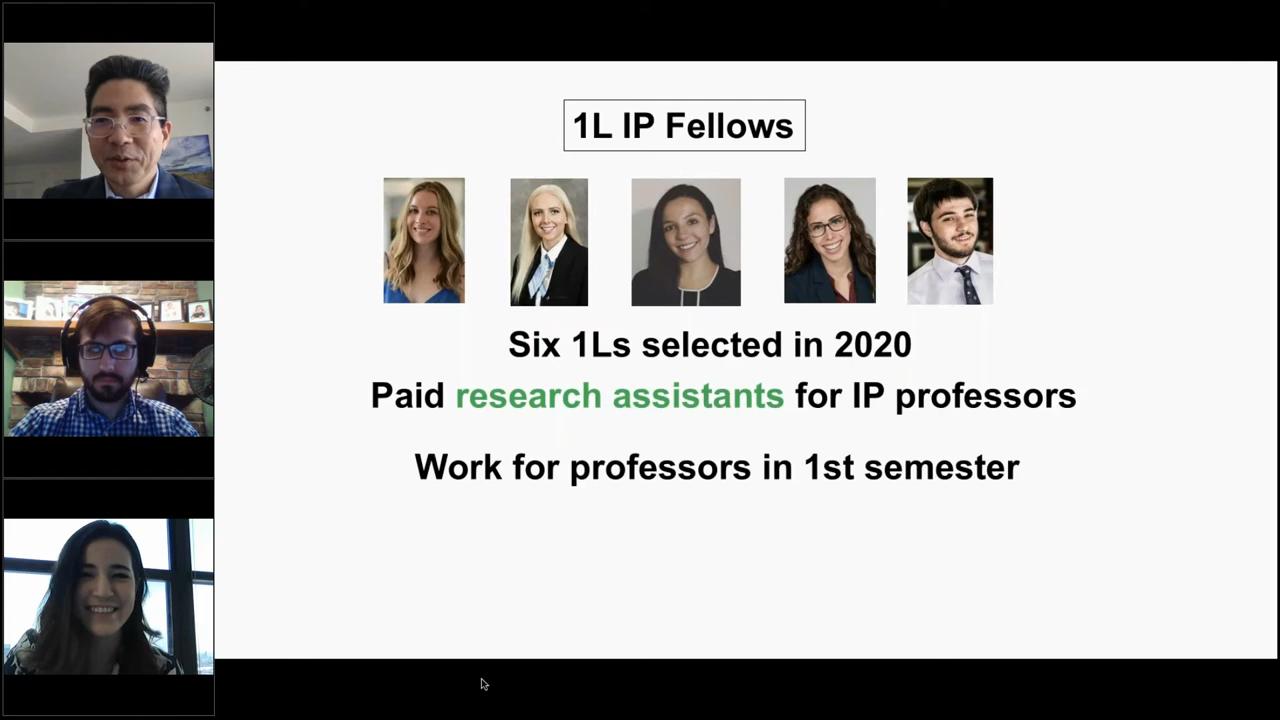 1L IP Fellows
Six 1Ls selected in 2020
Paid research assistants for IP professors
Work for professors in 1st semester